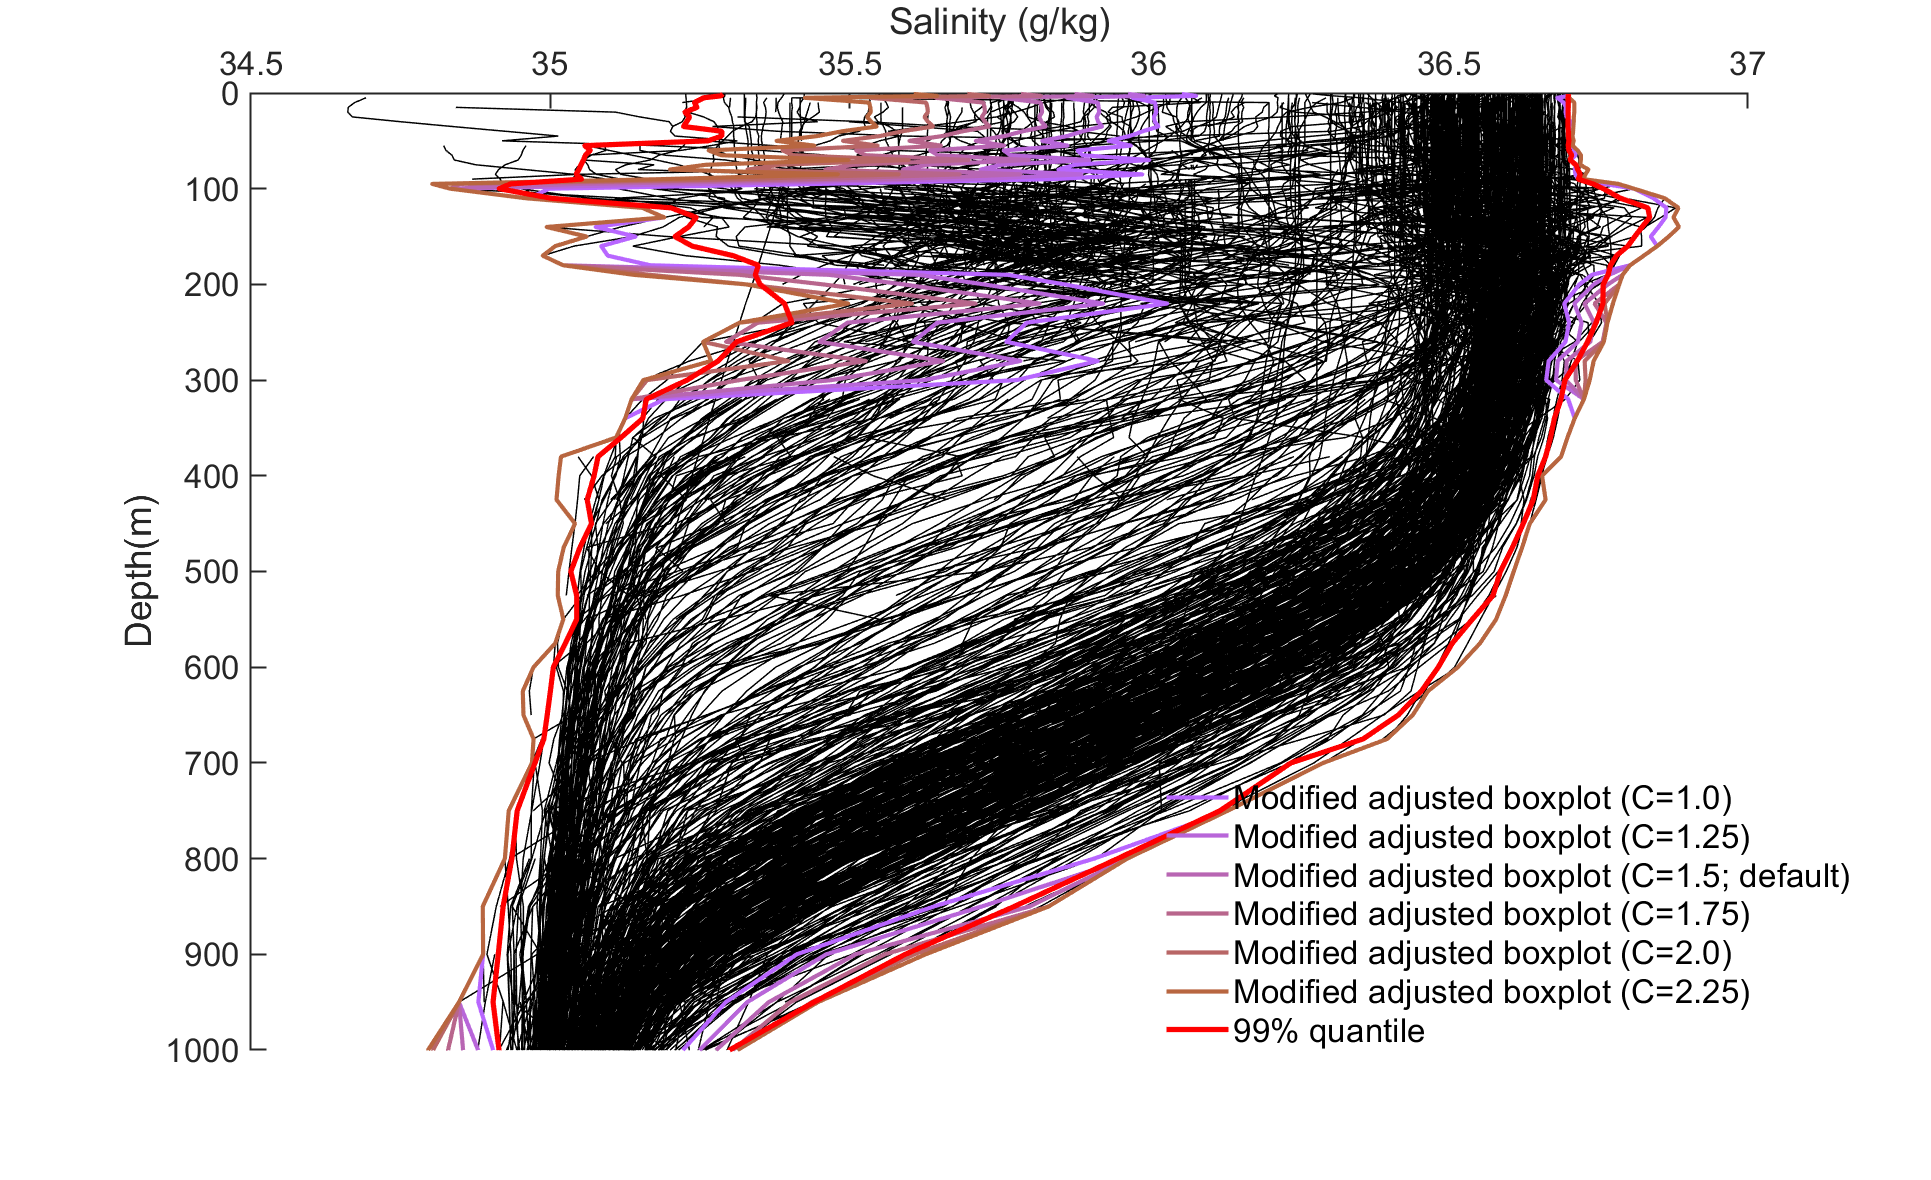 Salinity (g/kg)
34.5 35 35.5 36 36.5 37
0
100
200
300
400
500
600
700
800
900
1000
Depth(m)
Modified adjusted boxplot (C=1.0)
Modified adjusted boxplot (C=1.25)
Modified adjusted boxplot (C=1.5; default)
Modified adjusted boxplot (C=1.75)
Modified adjusted boxplot (C=2.0)
Modified adjusted boxplot (C=2.25)
99% quantile